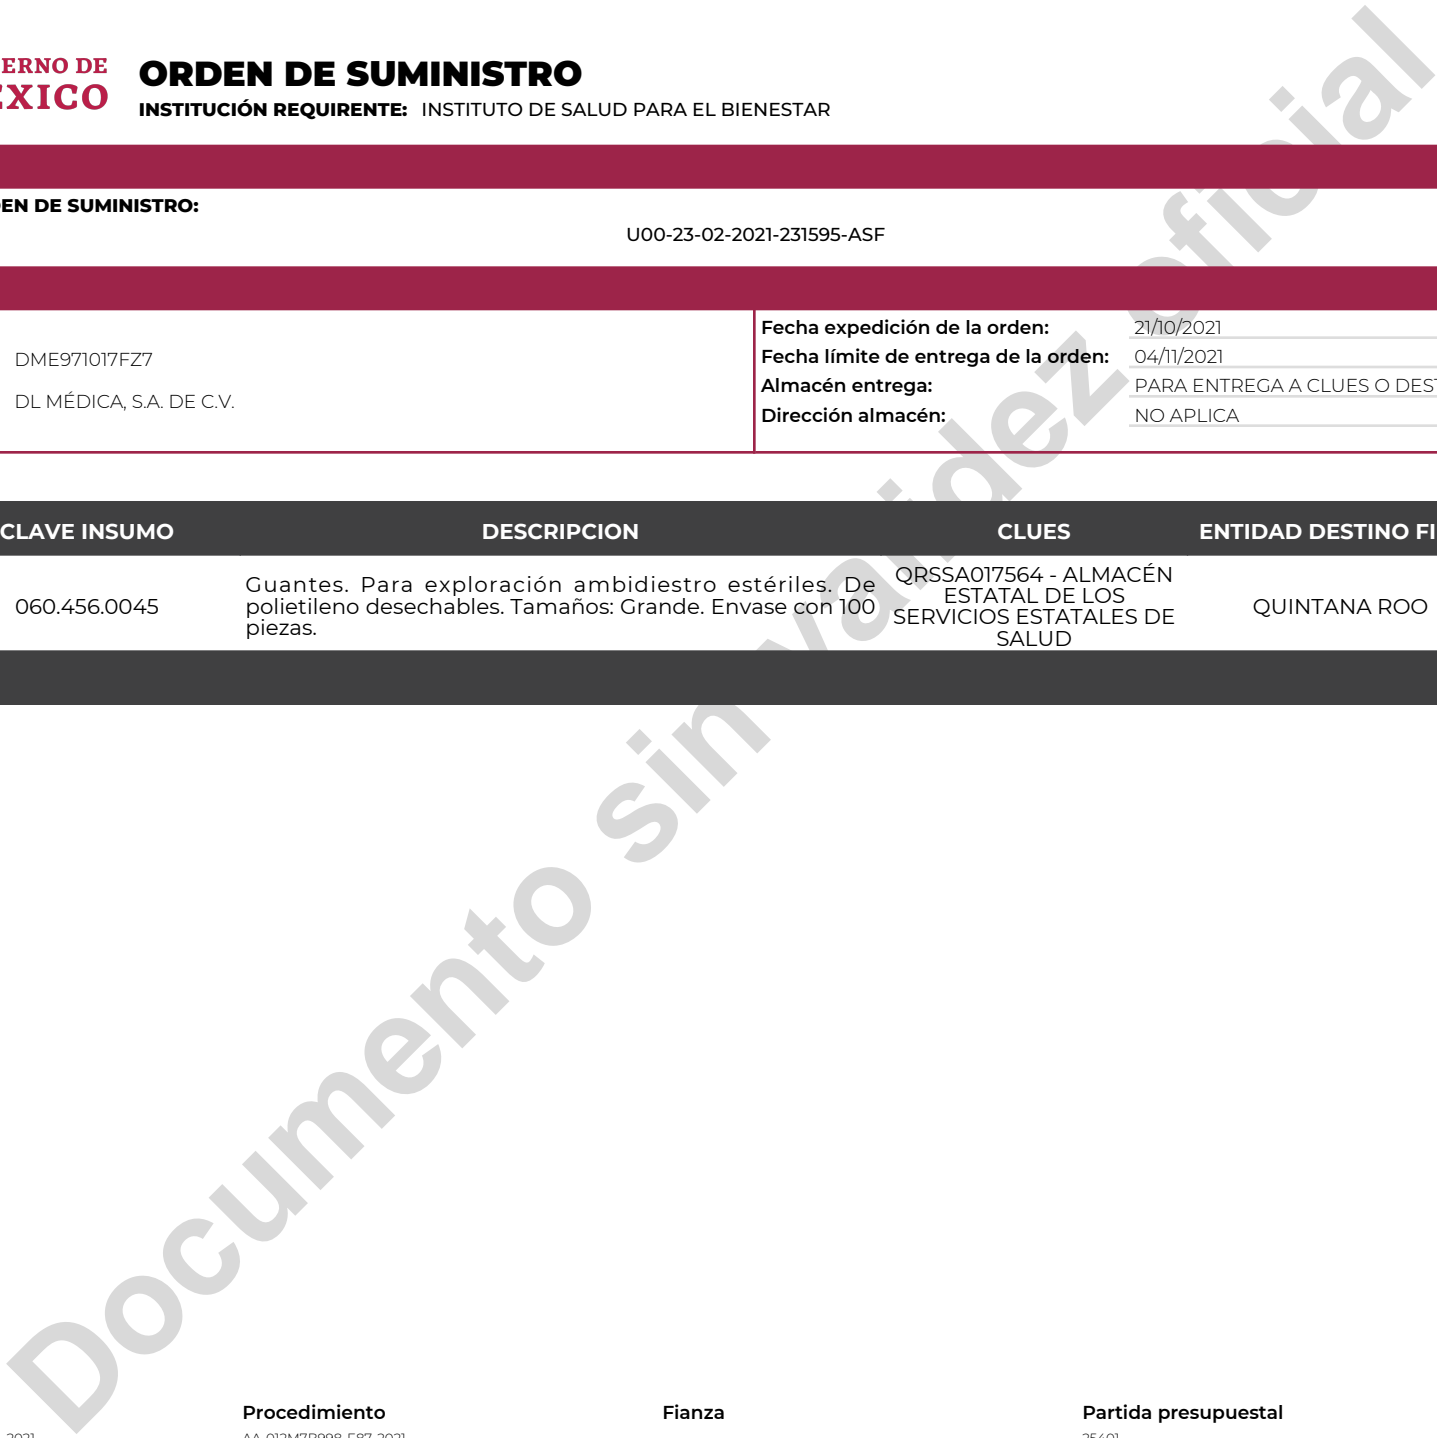 ERNO DE
EXICO
ORDEN DE SUMINISTRO
INSTITUCIÓN REQUIRENTE: INSTITUTO DE SALUD PARA EL BIENESTAR
EN DE SUMINISTRO:
U00-23-02-2021-231595-ASF
DME971017FZ7
DL MÉDICA, S.A. DE C.V.
Fecha expedición de la orden: 21/10/2021
Fecha límite de entrega de la orden: 04/11/2021
Almacén entrega: PARA ENTREGA A CLUES O DEST
Dirección almacén: NO APLICA
CLAVE INSUMO DESCRIPCION CLUES ENTIDAD DESTINO FI
060.456.0045
Guantes. Para exploración ambidiestro estériles. De
polietileno desechables. Tamaños: Grande. Envase con 100
piezas.
QRSSA017564 - ALMACÉN
ESTATAL DE LOS
SERVICIOS ESTATALES DE
SALUD
QUINTANA ROO
Documento sin validez oficial
Procedimiento Fianza Partida presupuestal